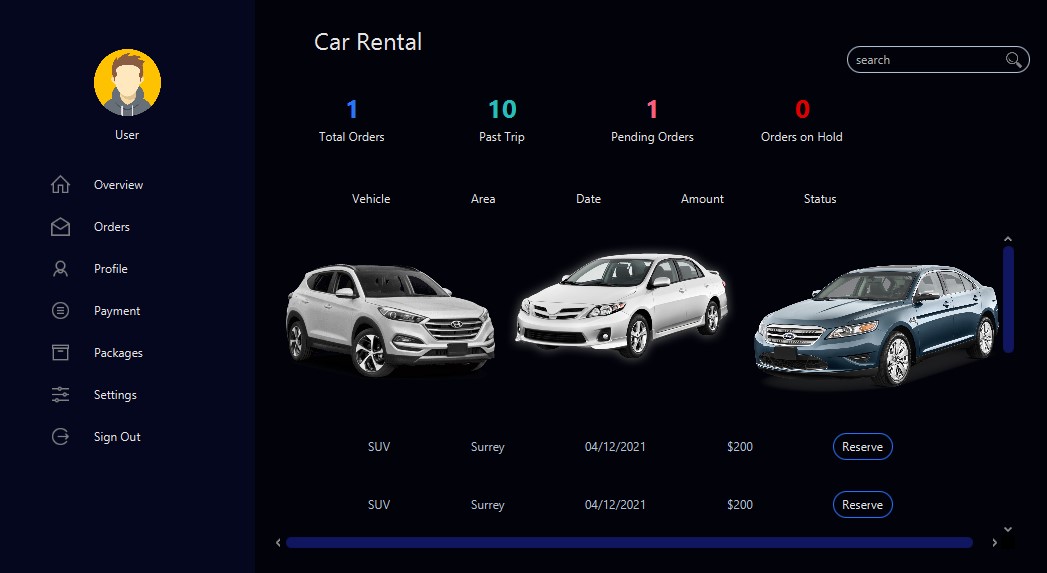 Car Rental
search
User
1
10
1
0
Total Orders
Past Trip
Pending Orders
Orders on Hold
Overview
Orders
Profile
Payment
Packages
Settings
Sign Out
Vehicle Area Date Amount Status
SUV Surrey 04/12/2021 $200 Reserve
SUV Surrey 04/12/2021 $200 Reserve